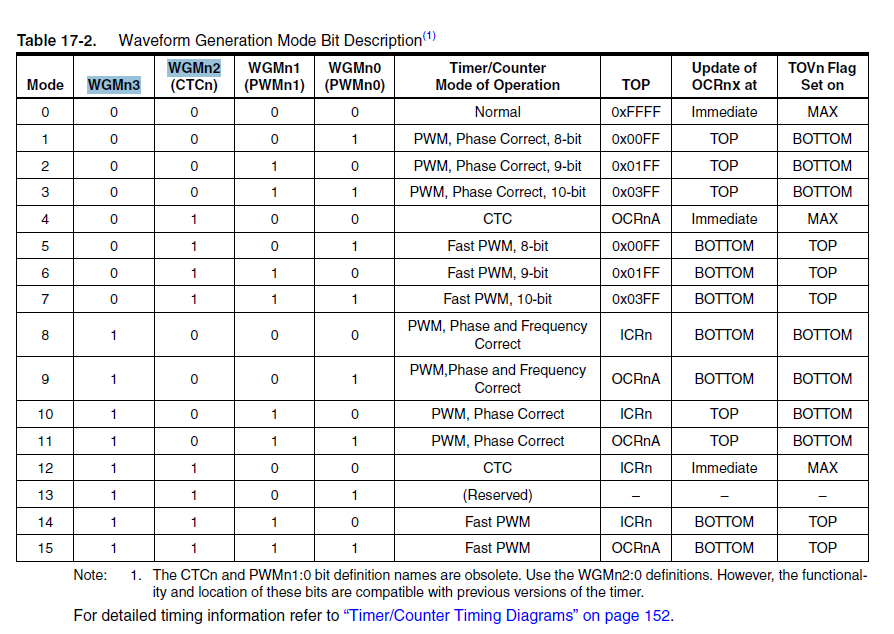 Table 17-2. Waveform Generation Mode Bit Description(1)
Mode WGMn3 WGMn2 (CTCn) WGMn1 (PWMn1) WGMn0 (PWMn0) Timer/Counter Mode of Operation TOP Update of OCRnx at TOVn Flag Set on
0 0 0 0 0 Normal 0xFFFF Immediate MAX
1 0 0 0 1 PWM, Phase Correct, 8-bit 0x00FF TOP BOTTOM
2 0 0 1 0 PWM, Phase Correct, 9-bit 0x01FF TOP BOTTOM
3 0 0 1 1 PWM, Phase Correct, 10-bit 0x03FF TOP BOTTOM
4 0 1 0 0 CTC OCRnA Immediate MAX
5 0 1 0 1 Fast PWM, 8-bit 0x00FF BOTTOM TOP
6 0 1 1 0 Fast PWM, 9-bit 0x01FF BOTTOM TOP
7 0 1 1 1 Fast PWM, 10-bit 0x03FF BOTTOM TOP
8 1 0 0 0 PWM, Phase and Frequency Correct ICRn BOTTOM BOTTOM
9 1 0 0 1 PWM,Phase and Frequency Correct OCRnA BOTTOM BOTTOM
10 1 0 1 0 PWM, Phase Correct ICRn TOP BOTTOM
11 1 0 1 1 PWM, Phase Correct OCRnA TOP BOTTOM
12 1 1 0 0 CTC ICRn Immediate MAX
13 1 1 0 1 (Reserved) – – –
14 1 1 1 0 Fast PWM ICRn BOTTOM TOP
15 1 1 1 1 Fast PWM OCRnA BOTTOM TOP
Note: 1. The CTCn and PWMn1:0 bit definition names are obsolete. Use the WGMn2:0 definitions. However, the functional-
ity and location of these bits are compatible with previous versions of the timer.
For detailed timing information refer to “Timer/Counter Timing Diagrams” on page 152.